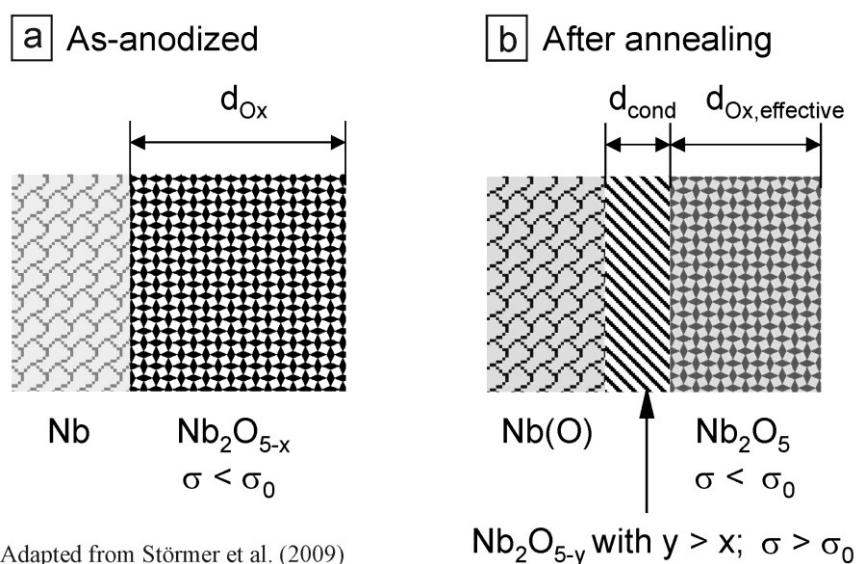 a As-anodized
d_Ox
Nb
Nb₂O₅₋ₓ
σ < σ₀
Adapted from Störmer et al. (2009)
b After annealing
d_cond
d_Ox,effective
Nb(O)
Nb₂O₅
σ < σ₀
Nb₂O_5-y with y > x; σ > σ₀